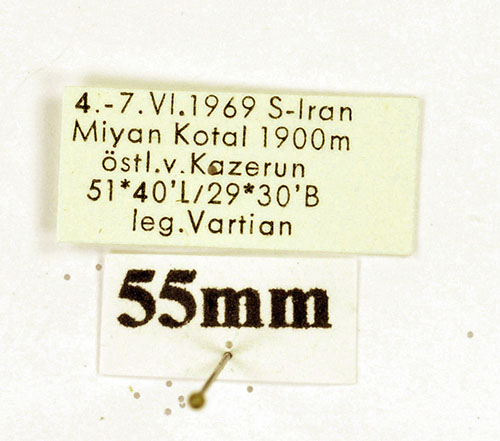 4.-7.VI.1969 S-Iran
Miyan Kotal 1900m
östl.v.Kazerun
51*40'L/29*30'B
leg.Vartian
55mm